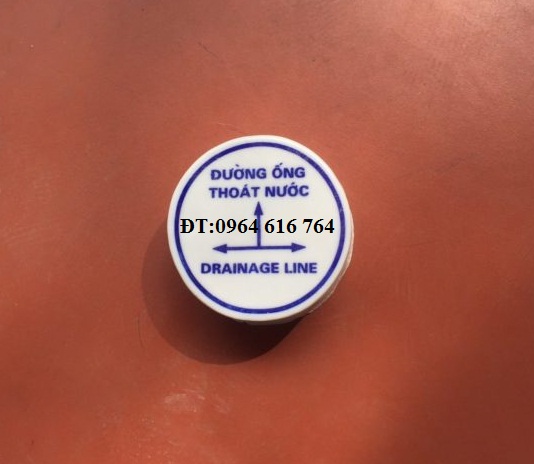 ĐƯỜNG ỐNG
THOÁT NƯỚC
ĐT:0964 616 764
DRAINAGE LINE